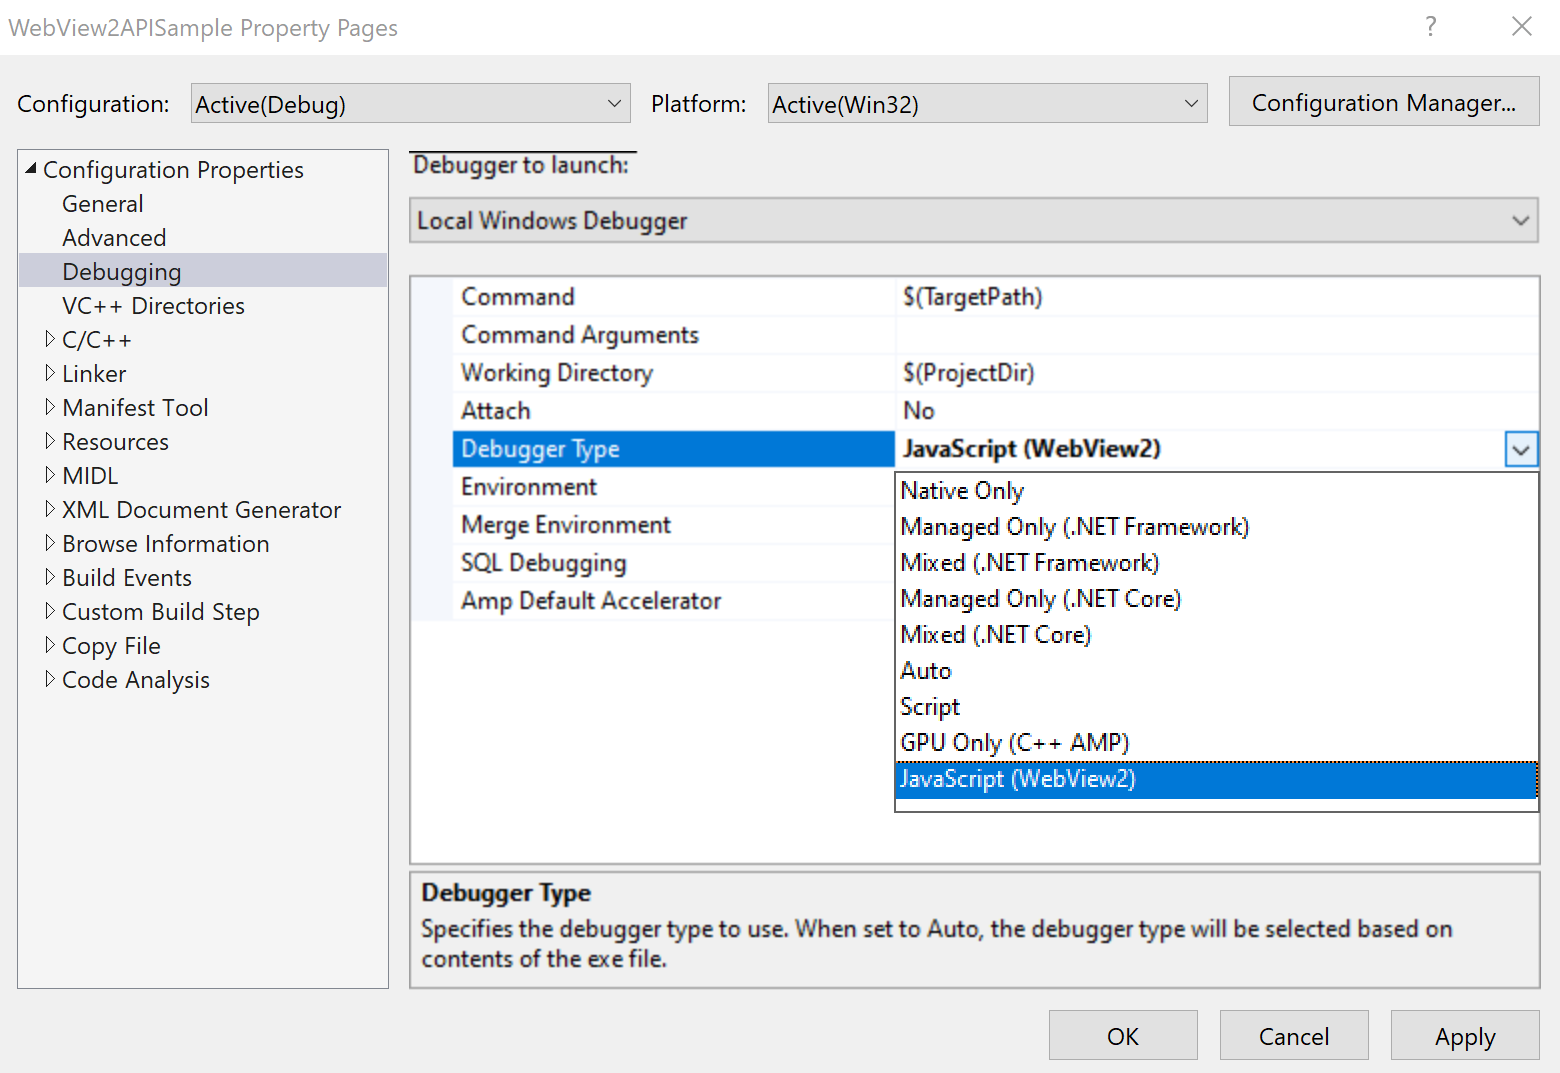 WebView2APISample Property Pages
?
Configuration: Active(Debug) Platform: Active(Win32) Configuration Manager...
Configuration Properties
General
Advanced
Debugging
VC++ Directories
C/C++
Linker
Manifest Tool
Resources
MIDL
XML Document Generator
Browse Information
Build Events
Custom Build Step
Copy File
Code Analysis
Debugger to launch:
Local Windows Debugger
Command $(TargetPath)
Command Arguments
Working Directory $(ProjectDir)
Attach No
Debugger Type JavaScript (WebView2)
Environment
Merge Environment
SQL Debugging
Amp Default Accelerator
Native Only
Managed Only (.NET Framework)
Mixed (.NET Framework)
Managed Only (.NET Core)
Mixed (.NET Core)
Auto
Script
GPU Only (C++ AMP)
JavaScript (WebView2)
Debugger Type
Specifies the debugger type to use. When set to Auto, the debugger type will be selected based on
contents of the exe file.
OK Cancel Apply